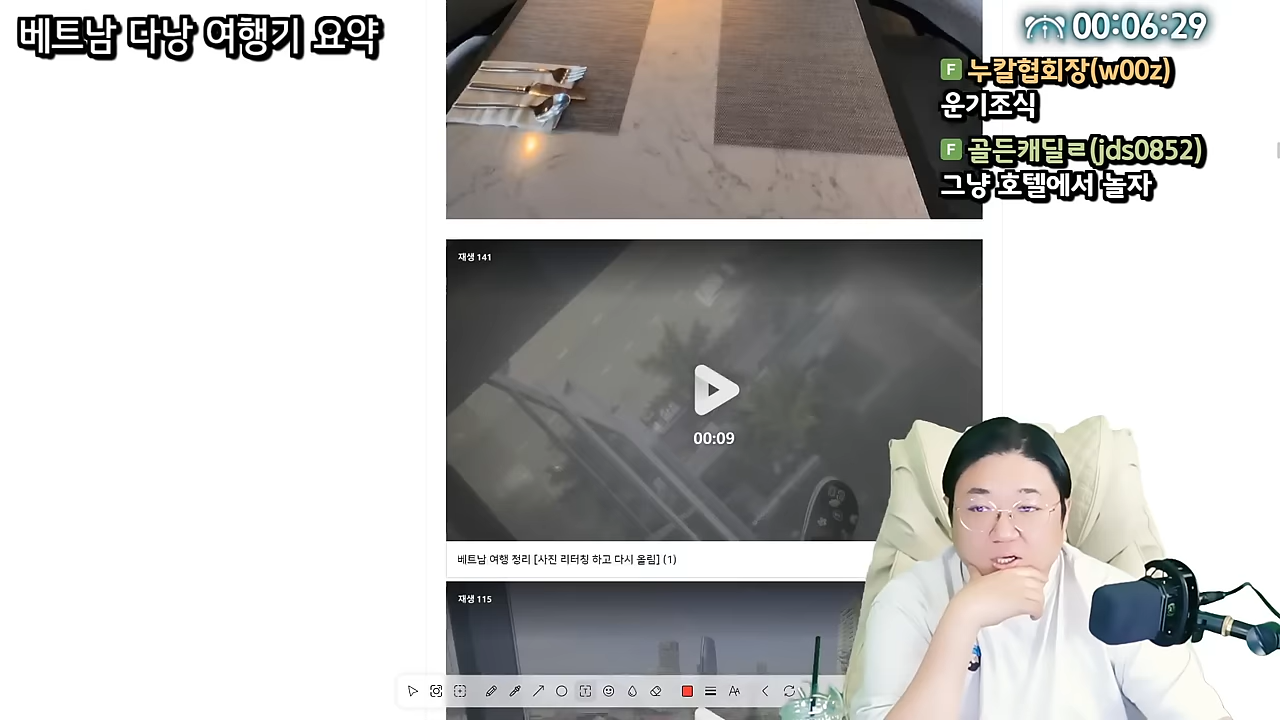 베트남 다낭 여행기 요약
00:06:29
F 누칼협회장(w00z)
운기조식
F 골든캐딜ㄹ(jds0852)
그냥 호텔에서 놀자
재생 141
00:09
베트남 여행 정리 [사진 리터칭 하고 다시 올림] (1)
재생 115